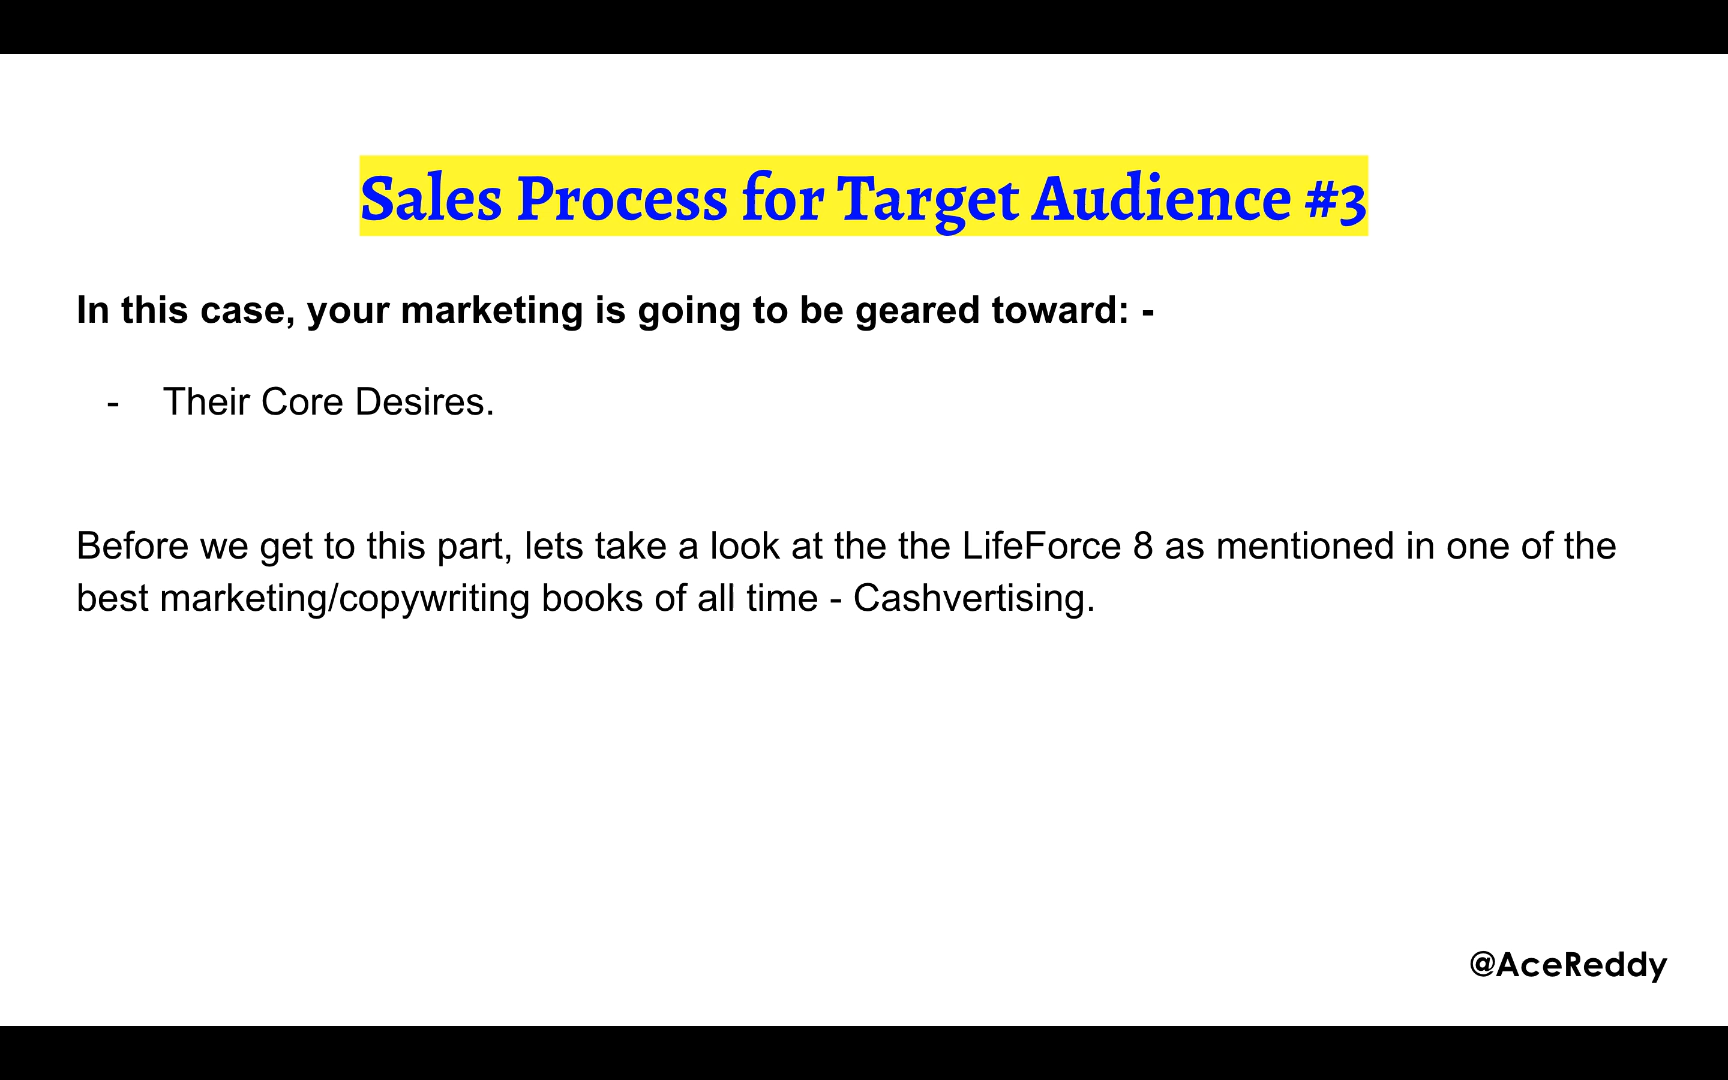 Sales Process for Target Audience #3
In this case, your marketing is going to be geared toward: -
- Their Core Desires.
Before we get to this part, lets take a look at the the LifeForce 8 as mentioned in one of the
best marketing/copywriting books of all time - Cashvertising.
@AceReddy